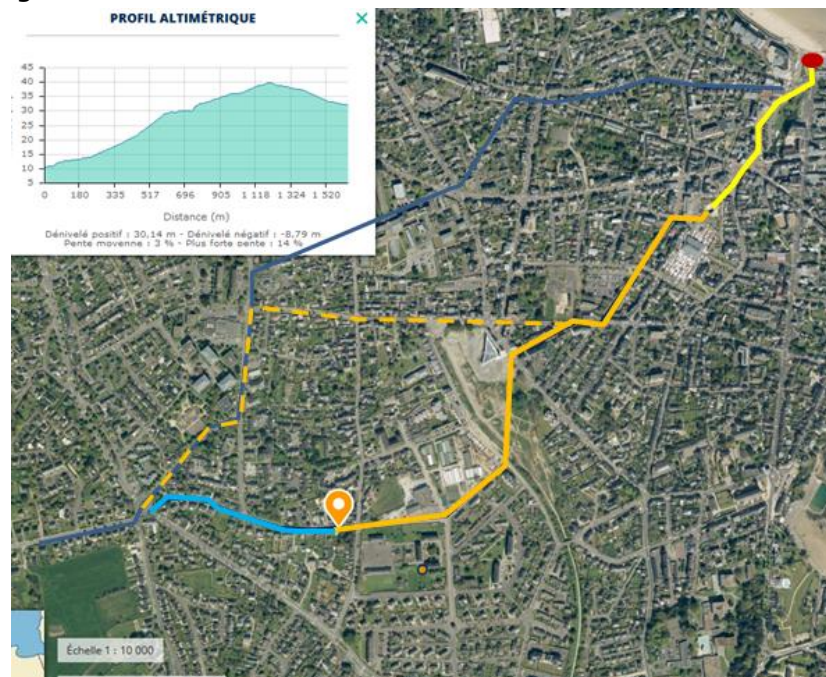 PROFIL ALTIMÉTRIQUE ×
45
40
35
30
25
20
15
10
5
0 180 335 517 696 905 1 118 1 324 1 520
Distance (m)
Dénivelé positif : 30,14 m - Dénivelé négatif : -8,79 m
Pente moyenne : 3 % - Plus forte pente : 14 %
Échelle 1 : 10 000